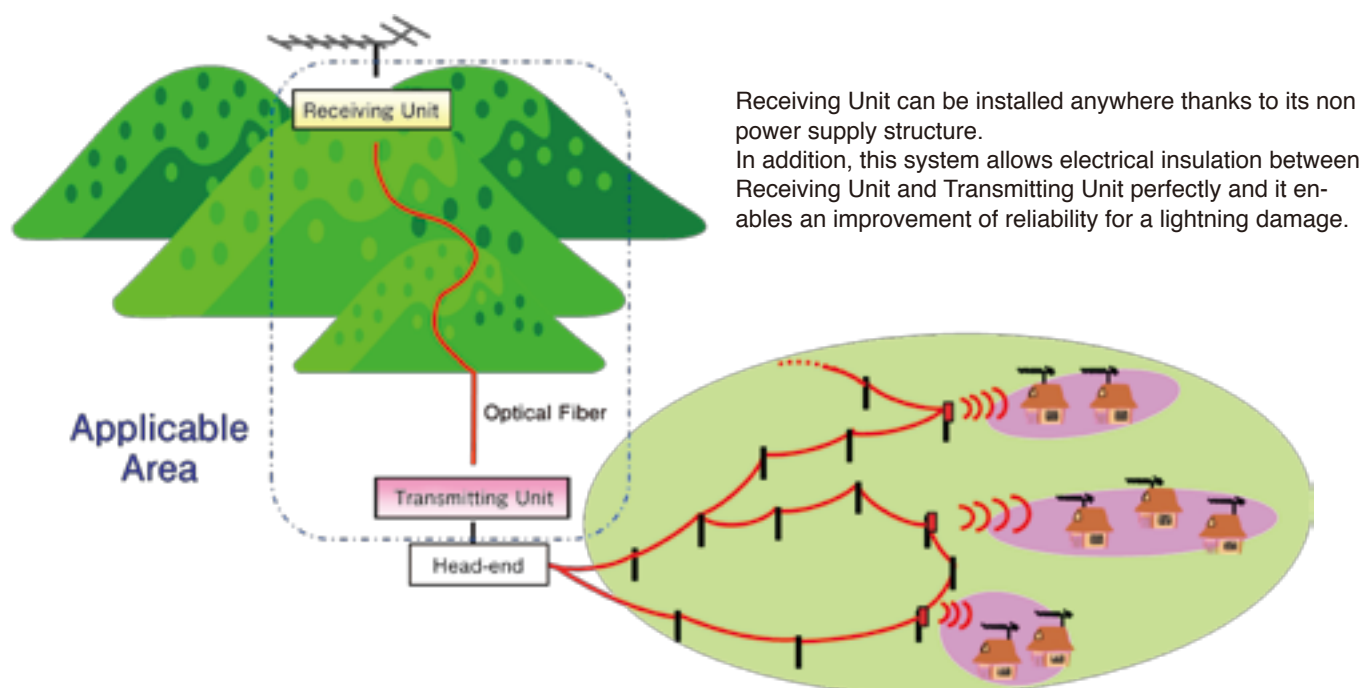 Receiving Unit
Receiving Unit can be installed anywhere thanks to its non
power supply structure.
In addition, this system allows electrical insulation between
Receiving Unit and Transmitting Unit perfectly and it en-
ables an improvement of reliability for a lightning damage.
Optical Fiber
Applicable
Area
Transmitting Unit
Head-end